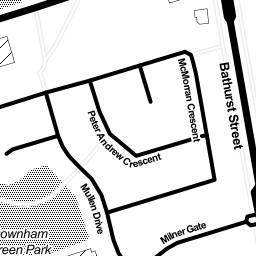 Bathurst Street
McMorran Crescent
Peter Andrew Crescent
Mullen Drive
Milner Gate
ownham
reen Park